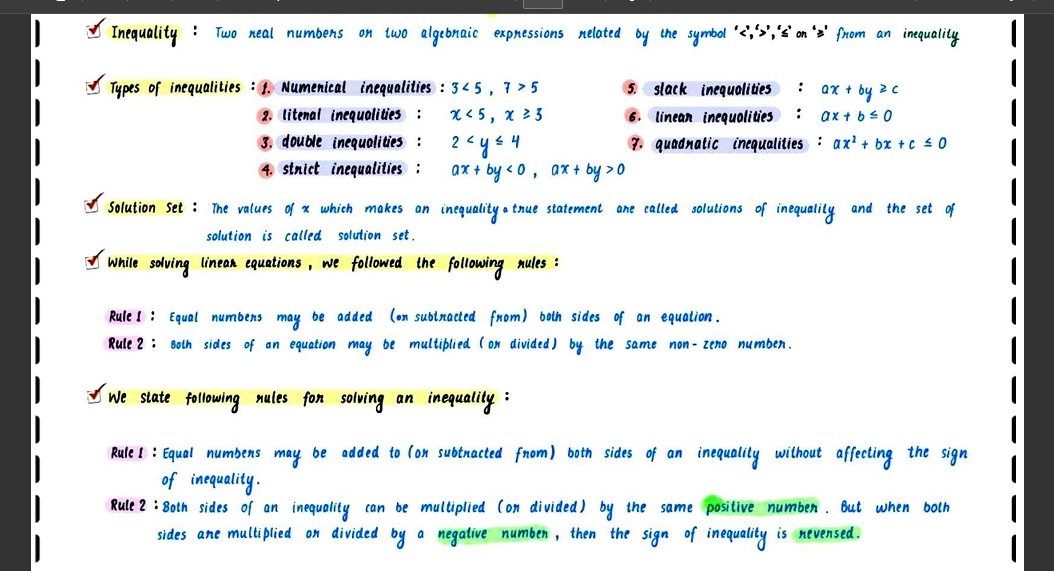 Inequality : Two real numbers or two algebraic expressions related by the symbol '<', '>', '≤' or '≥' from an inequality
Types of inequalities : 1. Numerical inequalities : 3 < 5 , 7 > 5
2. literal inequalities : x < 5 , x ≥ 3
3. double inequalities : 2 < y ≤ 4
4. strict inequalities : ax + by < 0 , ax + by > 0
5. slack inequalities : ax + by ≥ c
6. linear inequalities : ax + b ≤ 0
7. quadratic inequalities : ax² + bx + c ≤ 0
Solution Set : The values of x which makes an inequality a true statement are called solutions of inequality and the set of
solution is called solution set.
While solving linear equations , we followed the following rules :
Rule 1 : Equal numbers may be added (or subtracted from) both sides of an equation.
Rule 2 : Both sides of an equation may be multiplied (or divided) by the same non-zero number.
We state following rules for solving an inequality :
Rule 1 : Equal numbers may be added to (or subtracted from) both sides of an inequality without affecting the sign
of inequality.
Rule 2 : Both sides of an inequality can be multiplied (or divided) by the same positive number . But when both
sides are multiplied or divided by a negative number , then the sign of inequality is reversed.